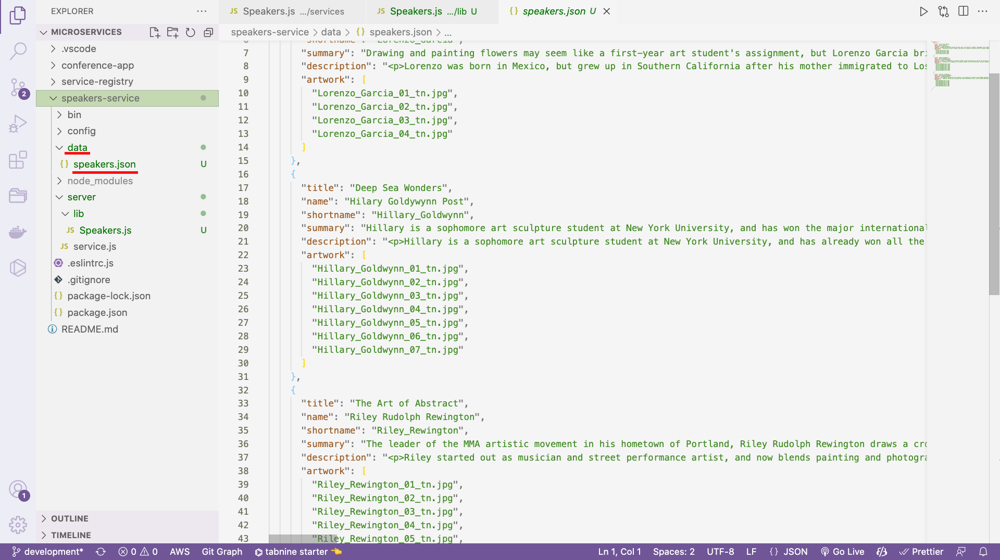 EXPLORER
MICROSERVICES
.vscode
conference-app
service-registry
speakers-service
bin
config
data
{} speakers.json U
node_modules
server
lib
JS Speakers.js U
JS service.js
.eslintrc.js
.gitignore
{} package-lock.json
{} package.json
README.md
OUTLINE
TIMELINE
2
1
JS Speakers.js .../services
JS Speakers.js .../lib U
{} speakers.json U
speakers-service > data > {} speakers.json > ...
7 "summary": "Drawing and painting flowers may seem like a first-year art student's assignment, but Lorenzo Garcia bri
8 "description": "<p>Lorenzo was born in Mexico, but grew up in Southern California after his mother immigrated to Los
9 "artwork": [
10 "Lorenzo_Garcia_01_tn.jpg",
11 "Lorenzo_Garcia_02_tn.jpg",
12 "Lorenzo_Garcia_03_tn.jpg",
13 "Lorenzo_Garcia_04_tn.jpg"
14 ]
15 },
16 {
17 "title": "Deep Sea Wonders",
18 "name": "Hilary Goldywynn Post",
19 "shortname": "Hillary_Goldwynn",
20 "summary": "Hillary is a sophomore art sculpture student at New York University, and has won the major international
21 "description": "<p>Hillary is a sophomore art sculpture student at New York University, and has already won all the
22 "artwork": [
23 "Hillary_Goldwynn_01_tn.jpg",
24 "Hillary_Goldwynn_02_tn.jpg",
25 "Hillary_Goldwynn_03_tn.jpg",
26 "Hillary_Goldwynn_04_tn.jpg",
27 "Hillary_Goldwynn_05_tn.jpg",
28 "Hillary_Goldwynn_06_tn.jpg",
29 "Hillary_Goldwynn_07_tn.jpg"
30 ]
31 },
32 {
33 "title": "The Art of Abstract",
34 "name": "Riley Rudolph Rewington",
35 "shortname": "Riley_Rewington",
36 "summary": "The leader of the MMA artistic movement in his hometown of Portland, Riley Rudolph Rewington draws a cro
37 "description": "<p>Riley started out as musician and street performance artist, and now blends painting and photogra
38 "artwork": [
39 "Riley_Rewington_01_tn.jpg",
40 "Riley_Rewington_02_tn.jpg",
41 "Riley_Rewington_03_tn.jpg",
42 "Riley_Rewington_04_tn.jpg",
43 "Riley_Rewington_05_tn.jpg",
development* 0 0 AWS Git Graph tabnine starter Ln 1, Col 1 Spaces: 2 UTF-8 LF {} JSON Go Live Prettier